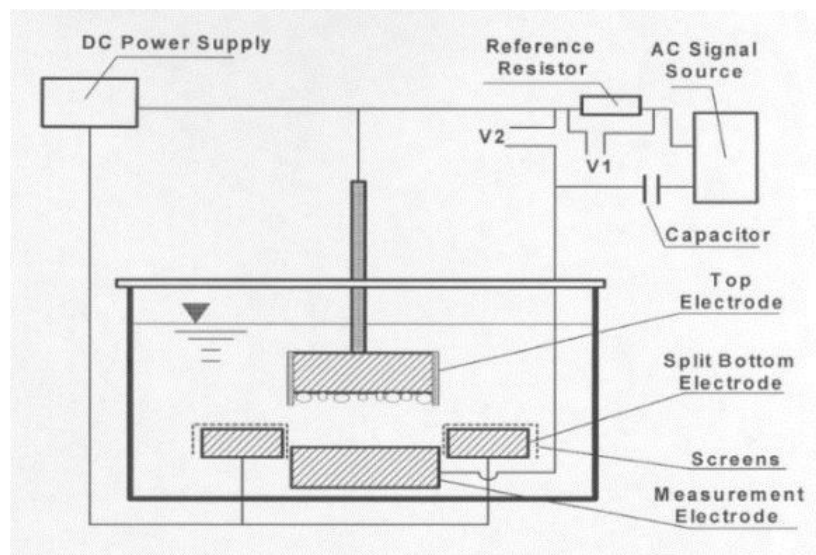 DC Power Supply
Reference
Resistor
AC Signal
Source
V2
V1
Capacitor
Top
Electrode
Split Bottom
Electrode
Screens
Measurement
Electrode